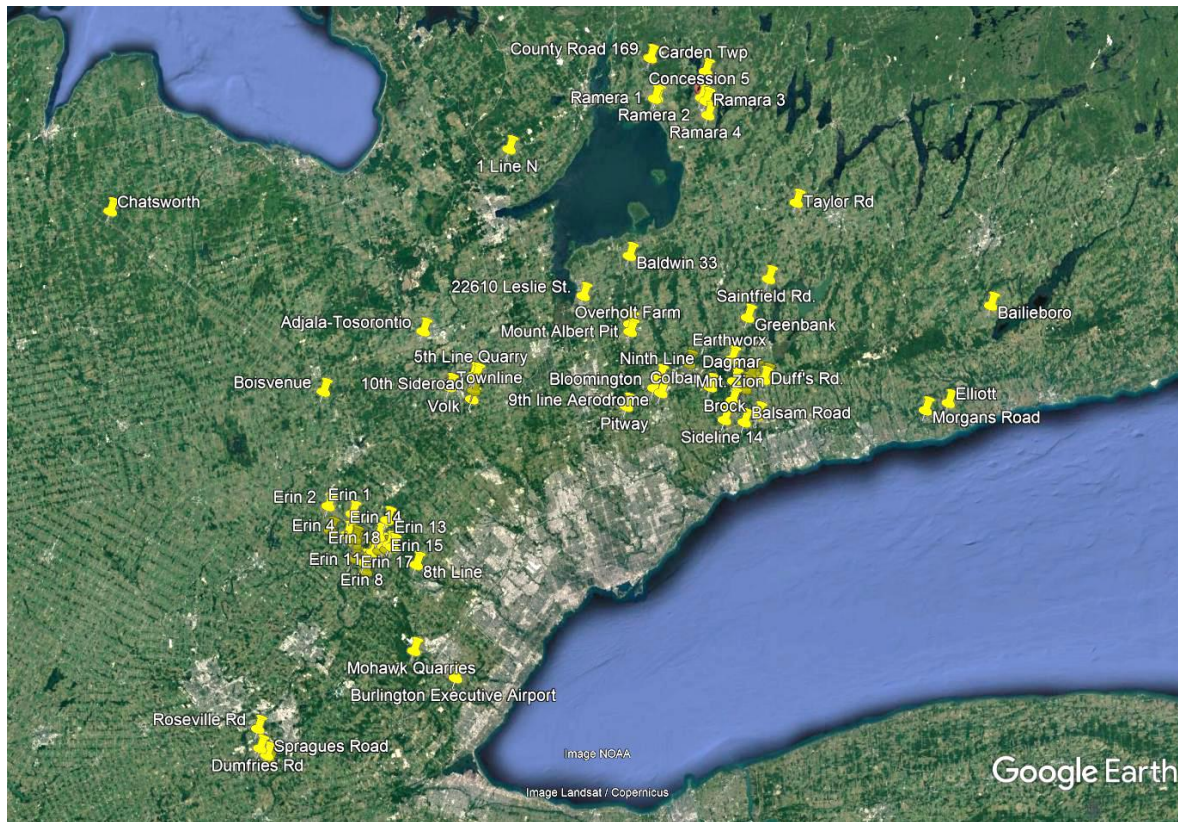 County Road 169
Carden Twp
Concession 5
Ramera 1
Ramara 3
Ramera 2
Ramara 4
1 Line N
Chatsworth
Taylor Rd
Baldwin 33
22610 Leslie St.
Saintfield Rd.
Bailieboro
Overholt Farm
Greenbank
Adjala-Tosorontio
Mount Albert Pit
Earthworx
5th Line Quarry
Ninth Line
Dagmar
Townline
Bloomington
Colbar
Mnt. Zion
Duff's Rd.
Boisvenue
10th Sideroad
9th line Aerodrome
Elliott
Volk
Brock
Balsam Road
Morgans Road
Pitway
Sideline 14
Erin 2
Erin 1
Erin 14
Erin 4
Erin 13
Erin 18
Erin 15
Erin 11
Erin 17
8th Line
Erin 8
Mohawk Quarries
Burlington Executive Airport
Roseville Rd
Spragues Road
Dumfries Rd
Image NOAA
Google Earth
Image Landsat / Copernicus